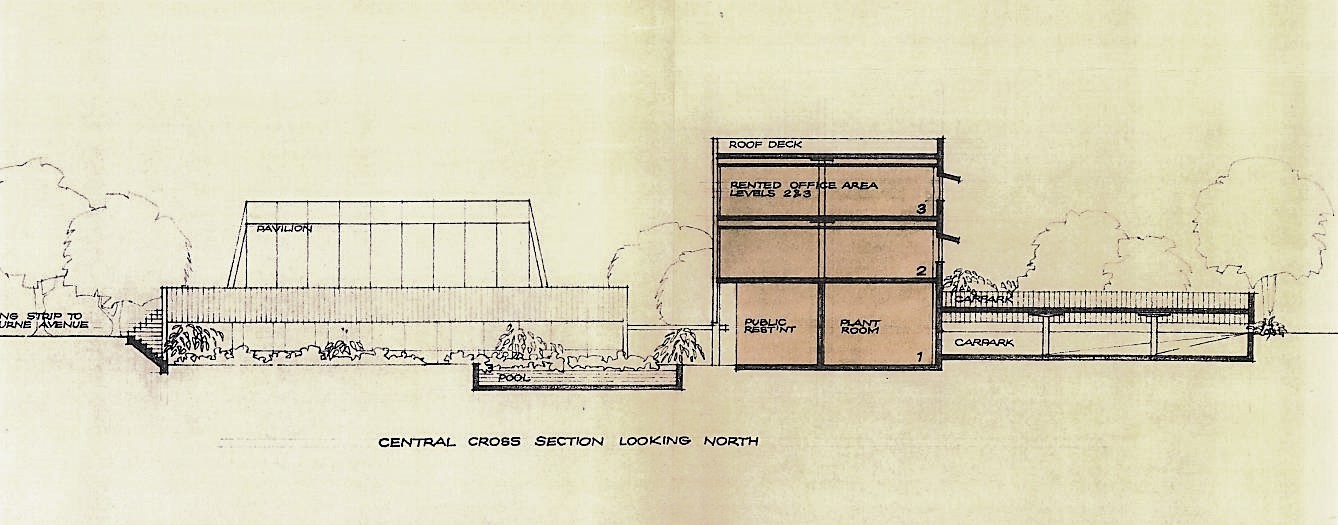 ROOF DECK
RENTED OFFICE AREA
LEVELS 2&3
3
PAVILION
2
CARPARK
NG STRIP TO
URNE AVENUE
PUBLIC
REST'NT
PLANT
ROOM
1
CARPARK
POOL
CENTRAL CROSS SECTION LOOKING NORTH